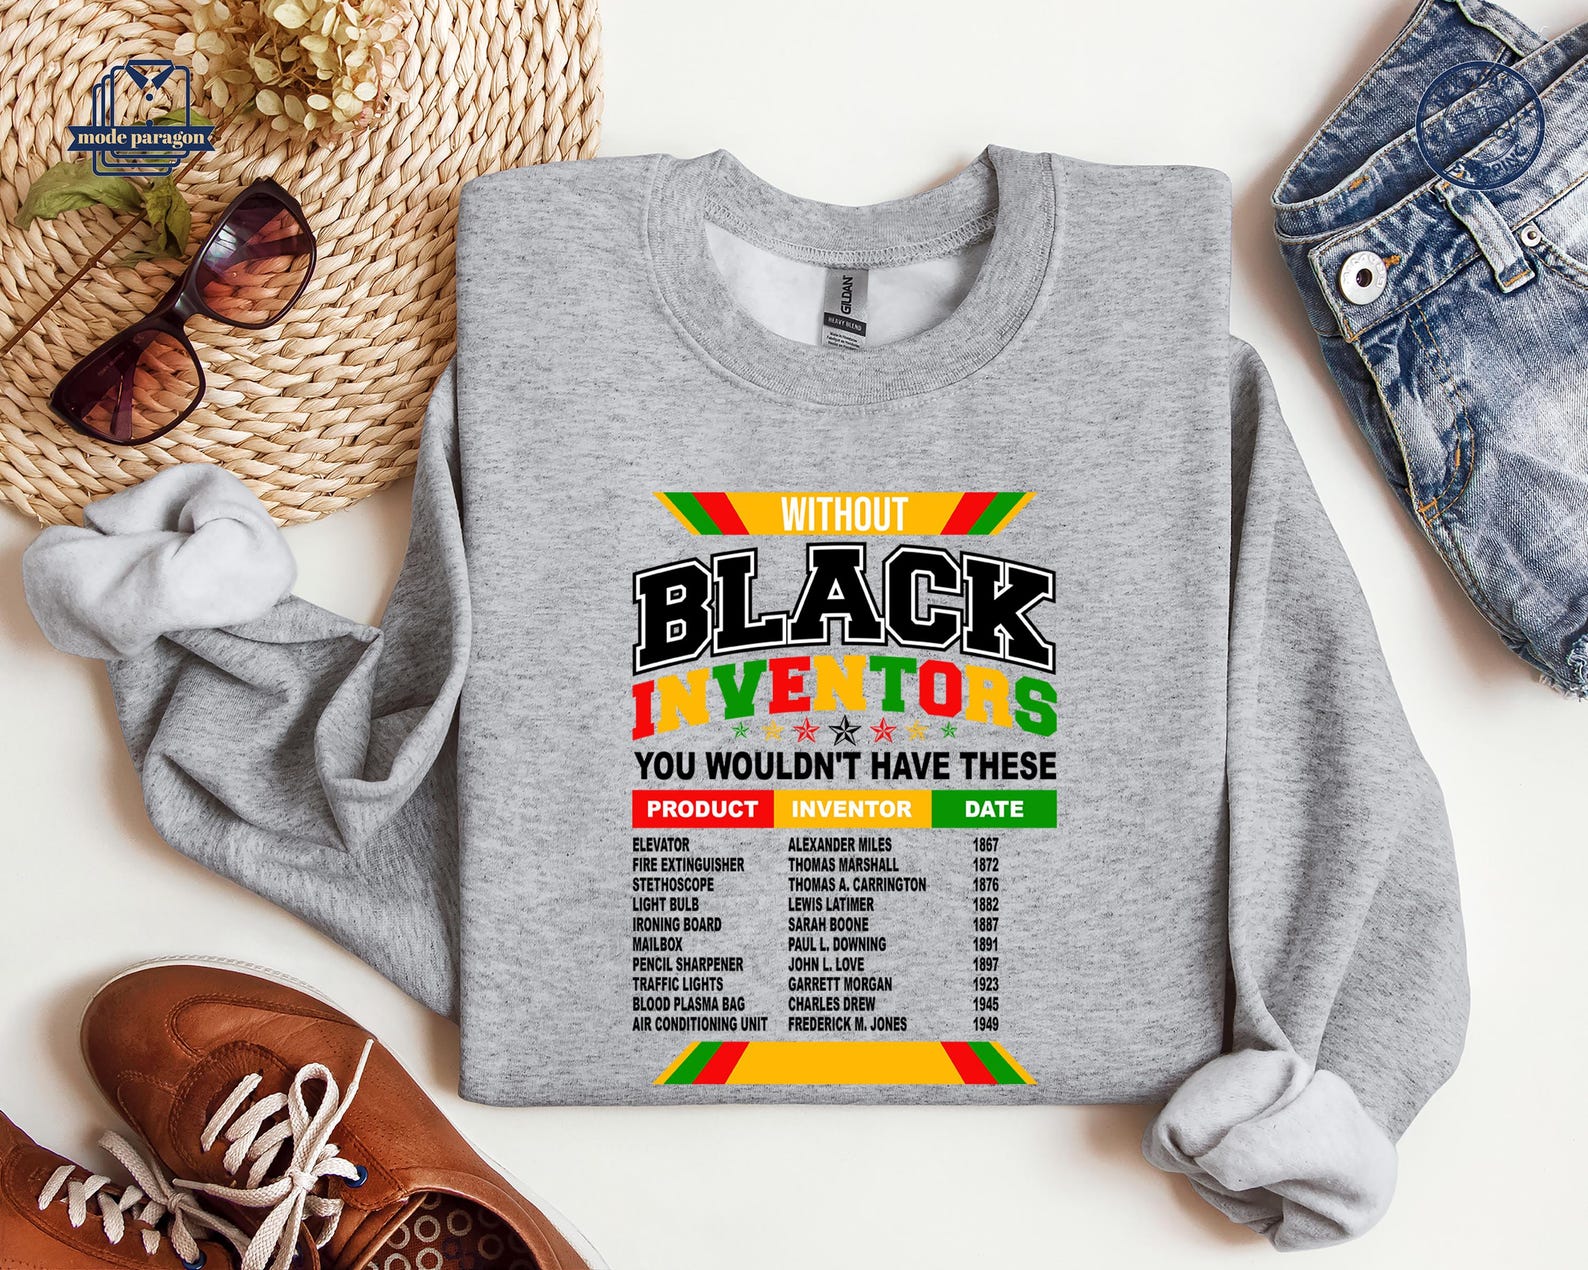 mode paragon
GILDAN
HEAVY BLEND
WITHOUT
BLACK
INVENTORS
YOU WOULDN'T HAVE THESE
PRODUCT INVENTOR DATE
ELEVATOR ALEXANDER MILES 1867
FIRE EXTINGUISHER THOMAS MARSHALL 1872
STETHOSCOPE THOMAS A. CARRINGTON 1876
LIGHT BULB LEWIS LATIMER 1882
IRONING BOARD SARAH BOONE 1887
MAILBOX PAUL L. DOWNING 1891
PENCIL SHARPENER JOHN L. LOVE 1897
TRAFFIC LIGHTS GARRETT MORGAN 1923
BLOOD PLASMA BAG CHARLES DREW 1945
AIR CONDITIONING UNIT FREDERICK M. JONES 1949